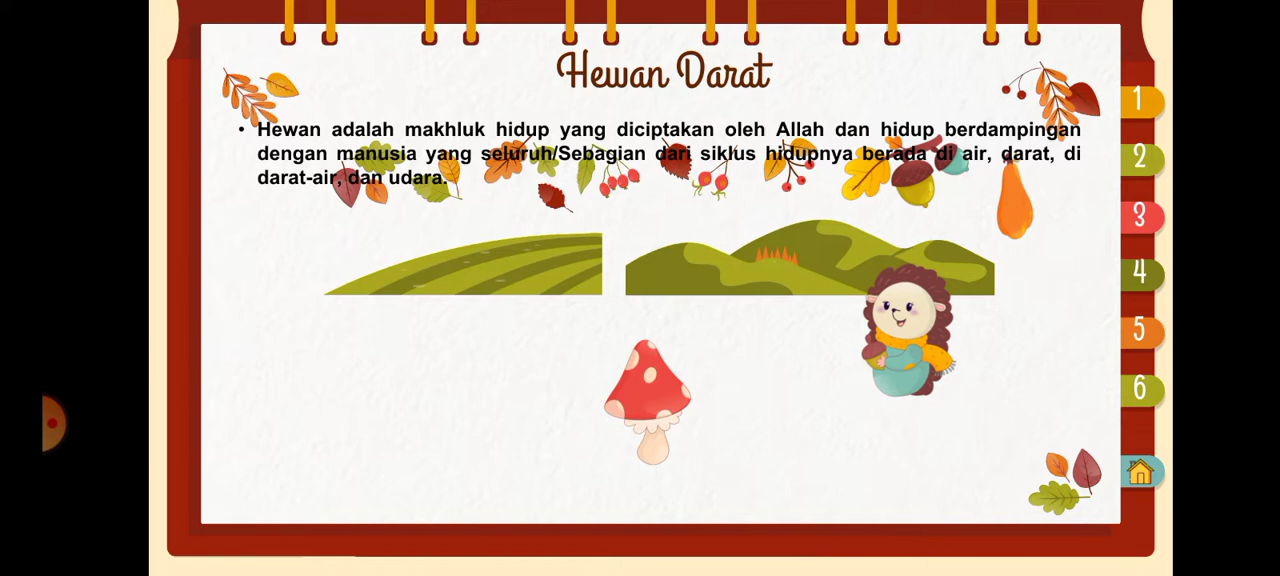 Hewan Darat
• Hewan adalah makhluk hidup yang diciptakan oleh Allah dan hidup berdampingan
dengan manusia yang seluruh/Sebagian dari siklus hidupnya berada di air, darat, di
darat-air, dan udara.
1
2
3
4
5
6